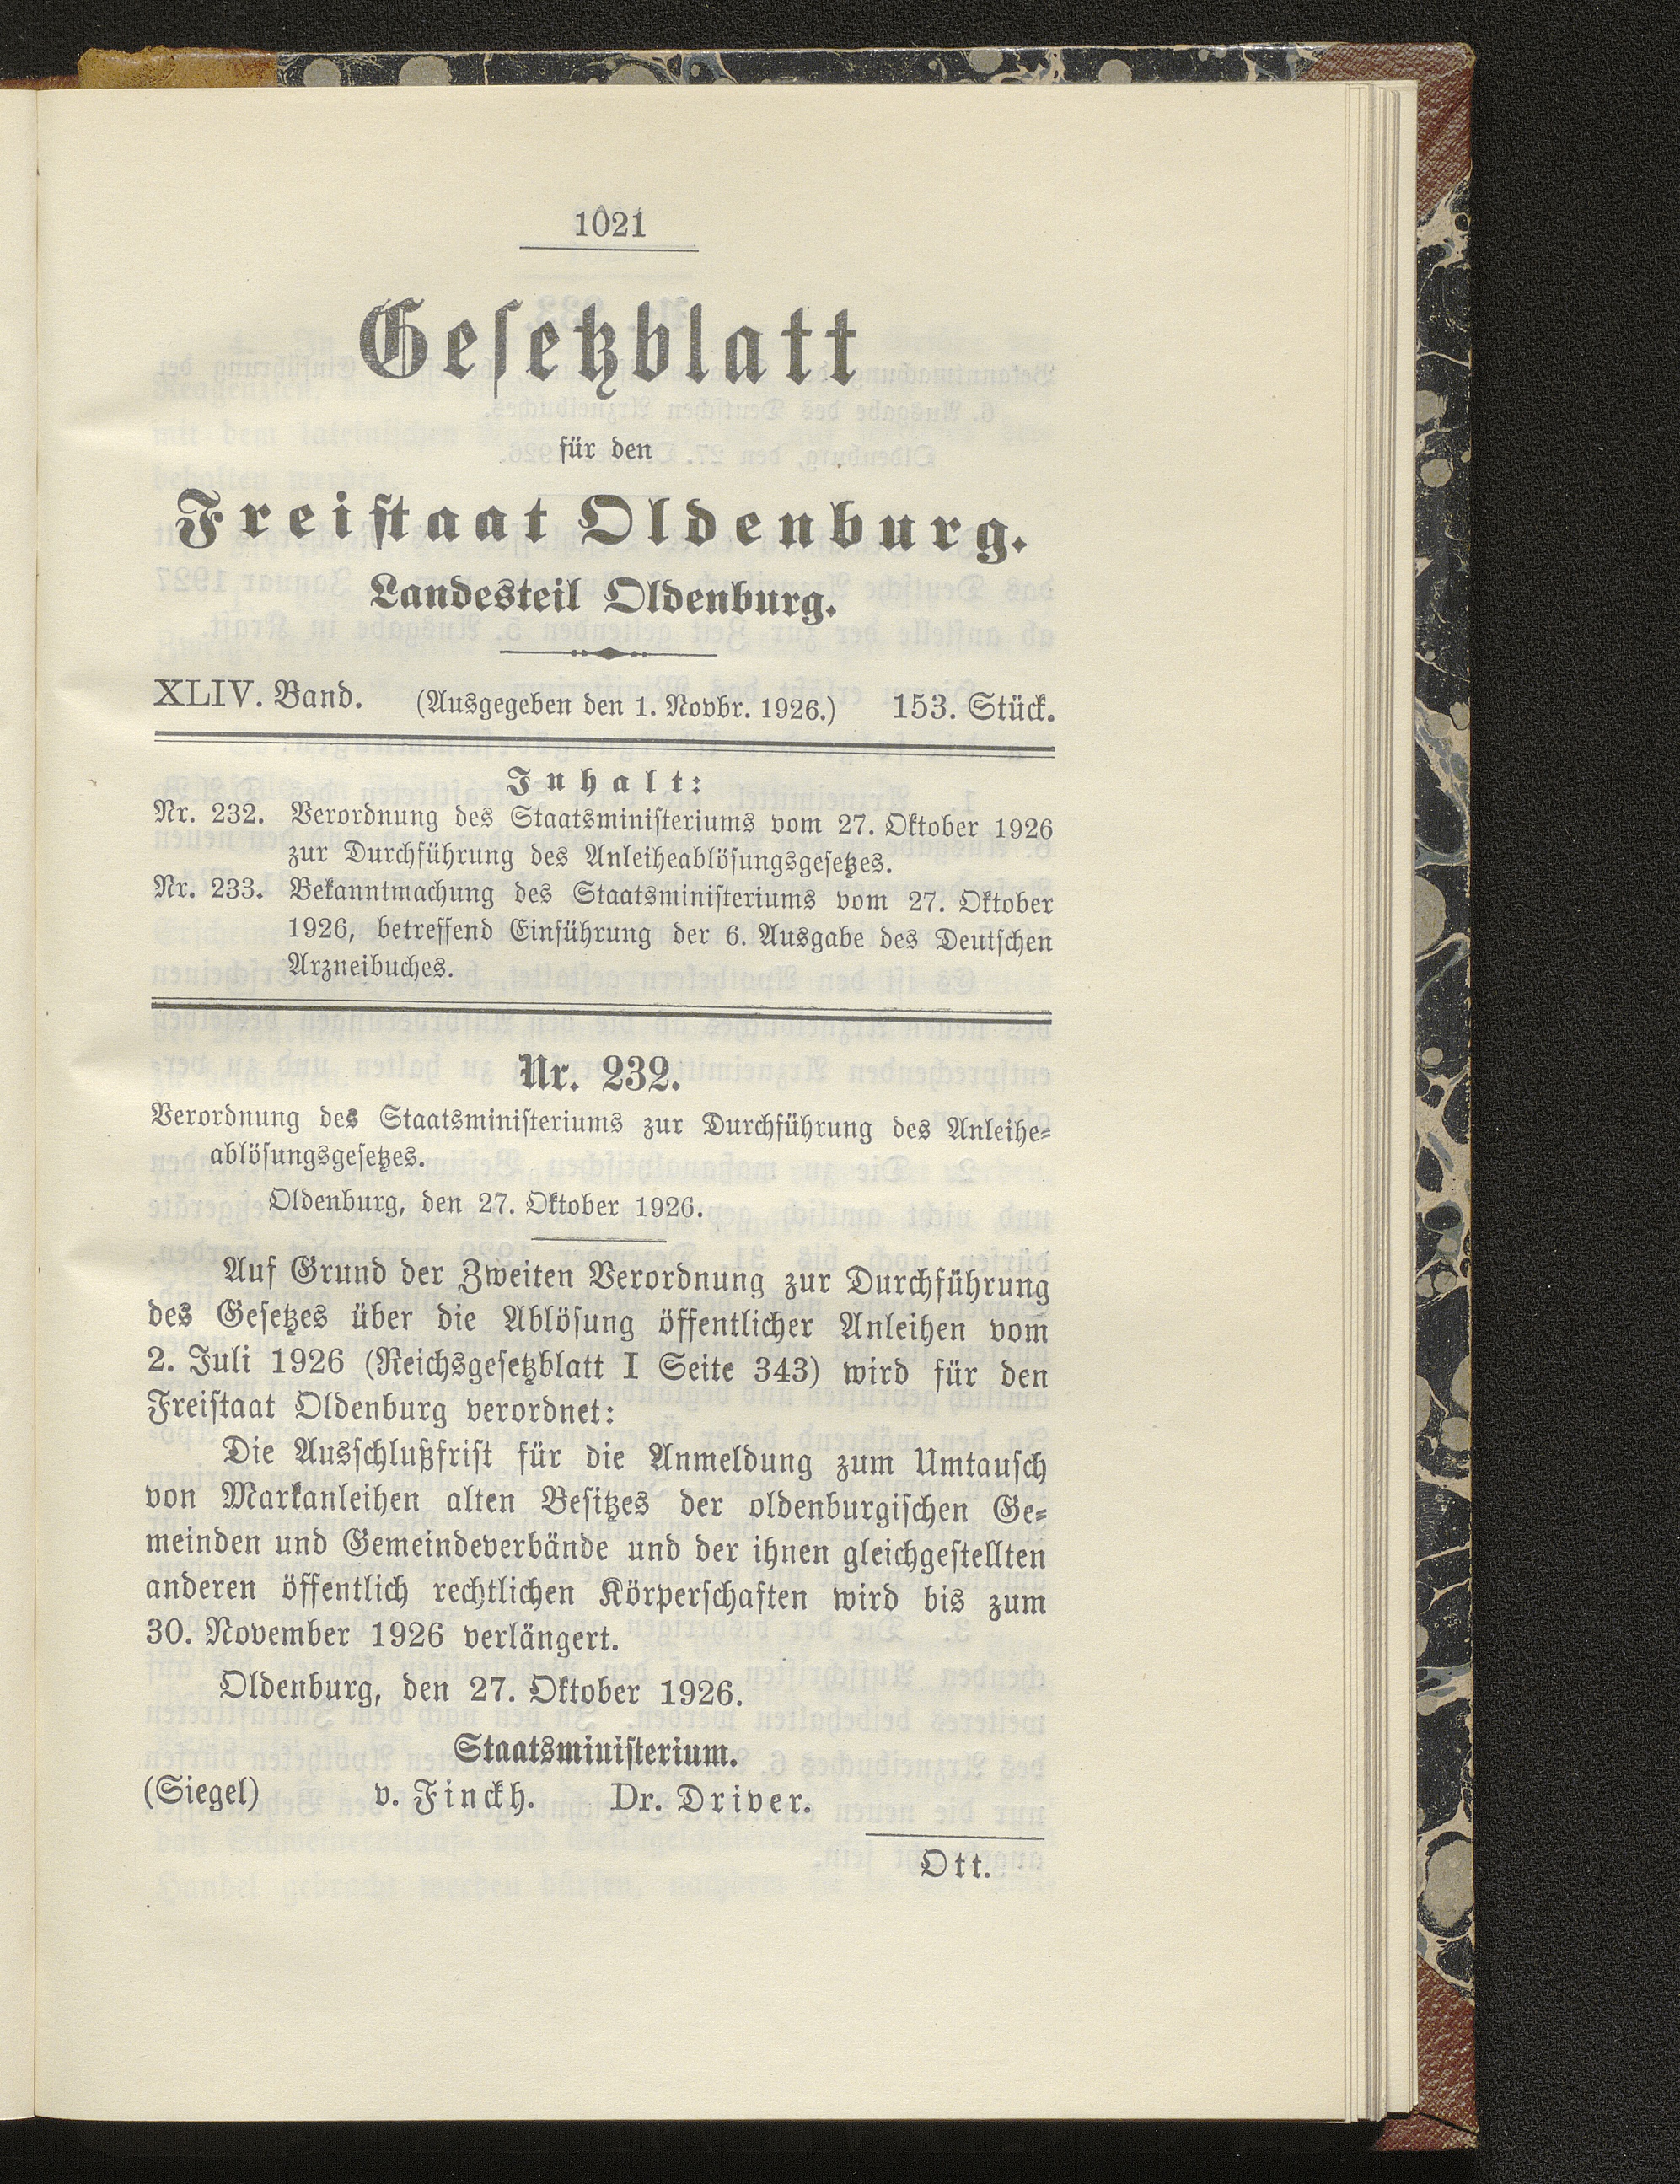 1021
Gesetzblatt
für den
Freistaat Oldenburg.
Landesteil Oldenburg.
XLIV. Band. (Ausgegeben den 1. Novbr. 1926.) 153. Stück.
Inhalt:
Nr. 232. Verordnung des Staatsministeriums vom 27. Oktober 1926
zur Durchführung des Anleiheablösungsgesetzes.
Nr. 233. Bekanntmachung des Staatsministeriums vom 27. Oktober
1926, betreffend Einführung der 6. Ausgabe des Deutschen
Arzneibuches.
Nr. 232.
Verordnung des Staatsministeriums zur Durchführung des Anleihe-
ablösungsgesetzes.
Oldenburg, den 27. Oktober 1926.
Auf Grund der Zweiten Verordnung zur Durchführung
des Gesetzes über die Ablösung öffentlicher Anleihen vom
2. Juli 1926 (Reichsgesetzblatt I Seite 343) wird für den
Freistaat Oldenburg verordnet:
Die Ausschlußfrist für die Anmeldung zum Umtausch
von Markanleihen alten Besitzes der oldenburgischen Ge-
meinden und Gemeindeverbände und der ihnen gleichgestellten
anderen öffentlich rechtlichen Körperschaften wird bis zum
30. November 1926 verlängert.
Oldenburg, den 27. Oktober 1926.
Staatsministerium.
(Siegel) v. Finckh. Dr. Driver.
Ott.